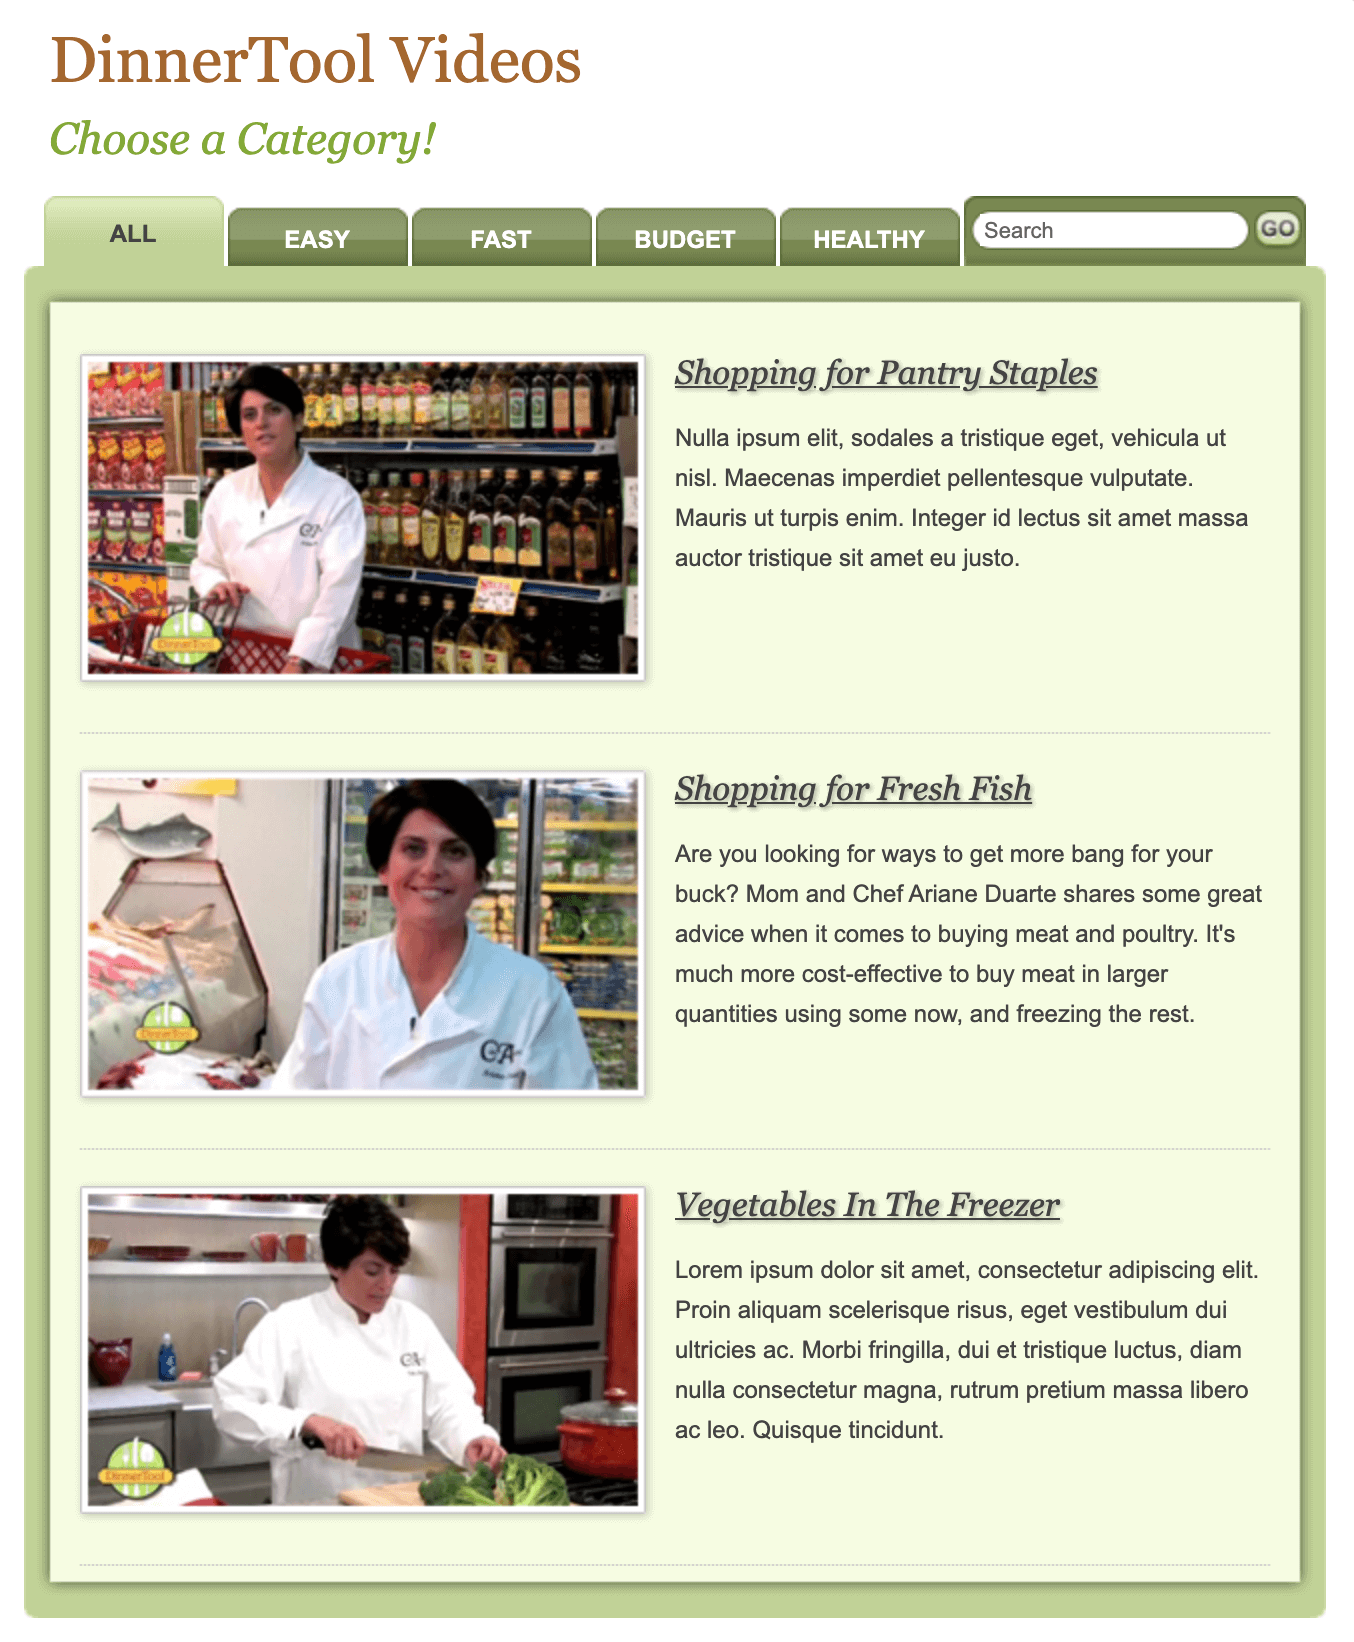 DinnerTool Videos
Choose a Category!
ALL
EASY
FAST
BUDGET
HEALTHY
Search
GO
Shopping for Pantry Staples
Nulla ipsum elit, sodales a tristique eget, vehicula ut
nisl. Maecenas imperdiet pellentesque vulputate.
Mauris ut turpis enim. Integer id lectus sit amet massa
auctor tristique sit amet eu justo.
DinnerTool
Shopping for Fresh Fish
Are you looking for ways to get more bang for your
buck? Mom and Chef Ariane Duarte shares some great
advice when it comes to buying meat and poultry. It's
much more cost-effective to buy meat in larger
quantities using some now, and freezing the rest.
DinnerTool
Vegetables In The Freezer
Lorem ipsum dolor sit amet, consectetur adipiscing elit.
Proin aliquam scelerisque risus, eget vestibulum dui
ultricies ac. Morbi fringilla, dui et tristique luctus, diam
nulla consectetur magna, rutrum pretium massa libero
ac leo. Quisque tincidunt.
DinnerTool